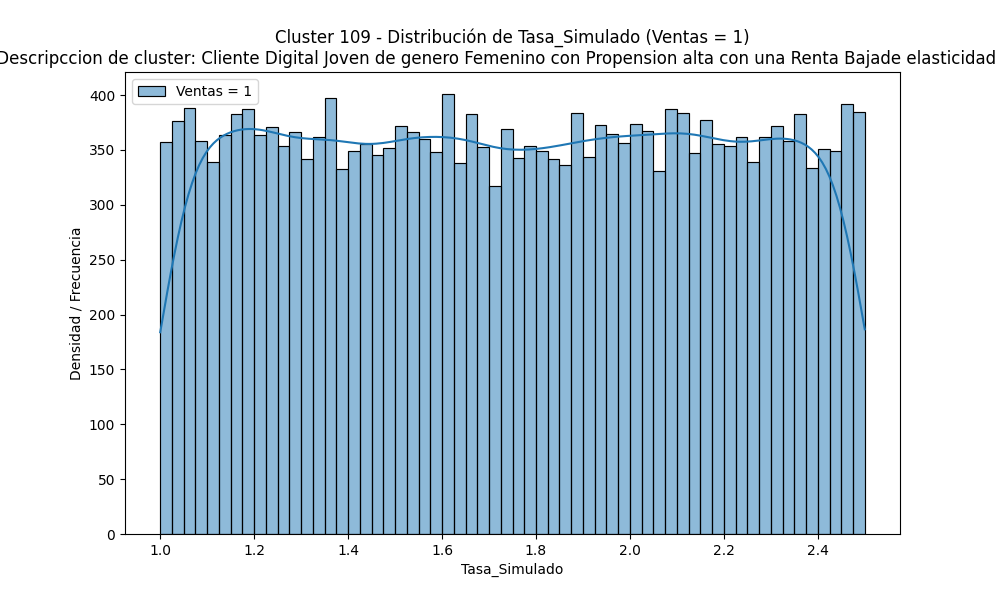 Cluster 109 - Distribución de Tasa_Simulado (Ventas = 1)
Descripccion de cluster: Cliente Digital Joven de genero Femenino con Propension alta con una Renta Bajade elasticidad
Ventas = 1
400
350
300
250
200
150
100
50
0
Densidad / Frecuencia
1.0 1.2 1.4 1.6 1.8 2.0 2.2 2.4
Tasa_Simulado